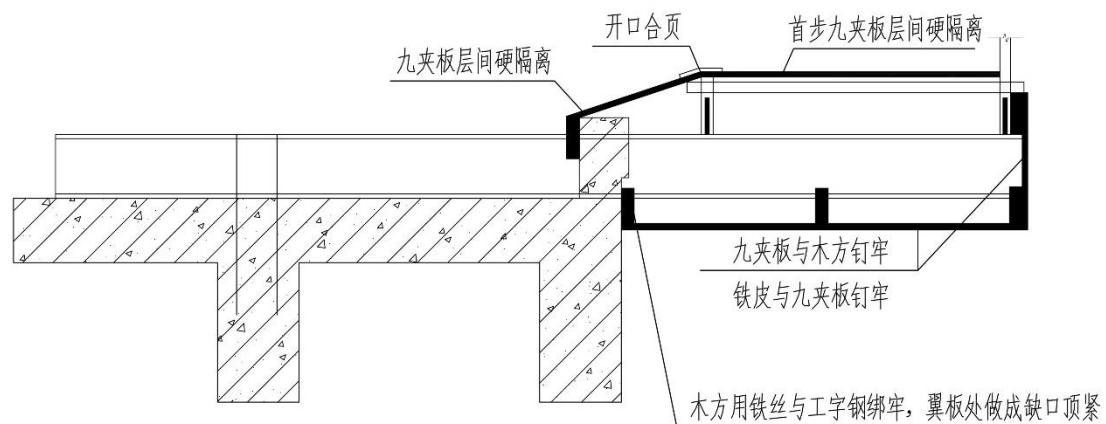 开口合页
首步九夹板层间硬隔离
九夹板层间硬隔离
九夹板与木方钉牢
铁皮与九夹板钉牢
木方用铁丝与工字钢绑牢，翼板处做成缺口顶紧